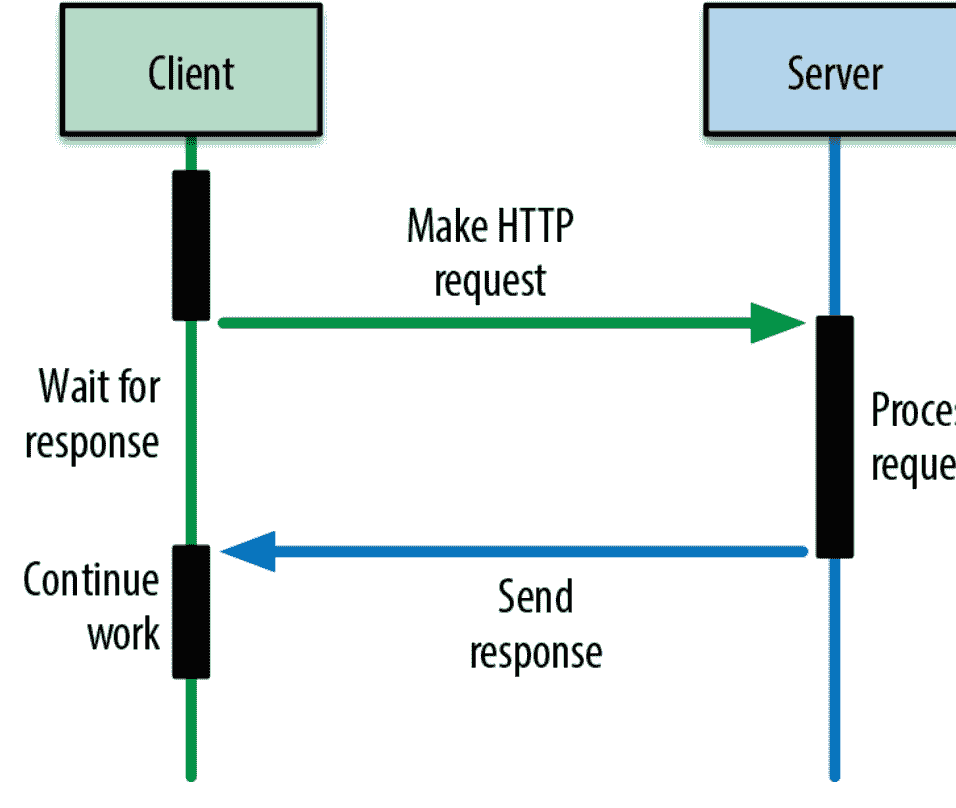 Client
Server
Make HTTP
request
Wait for
response
Continue
work
Send
response